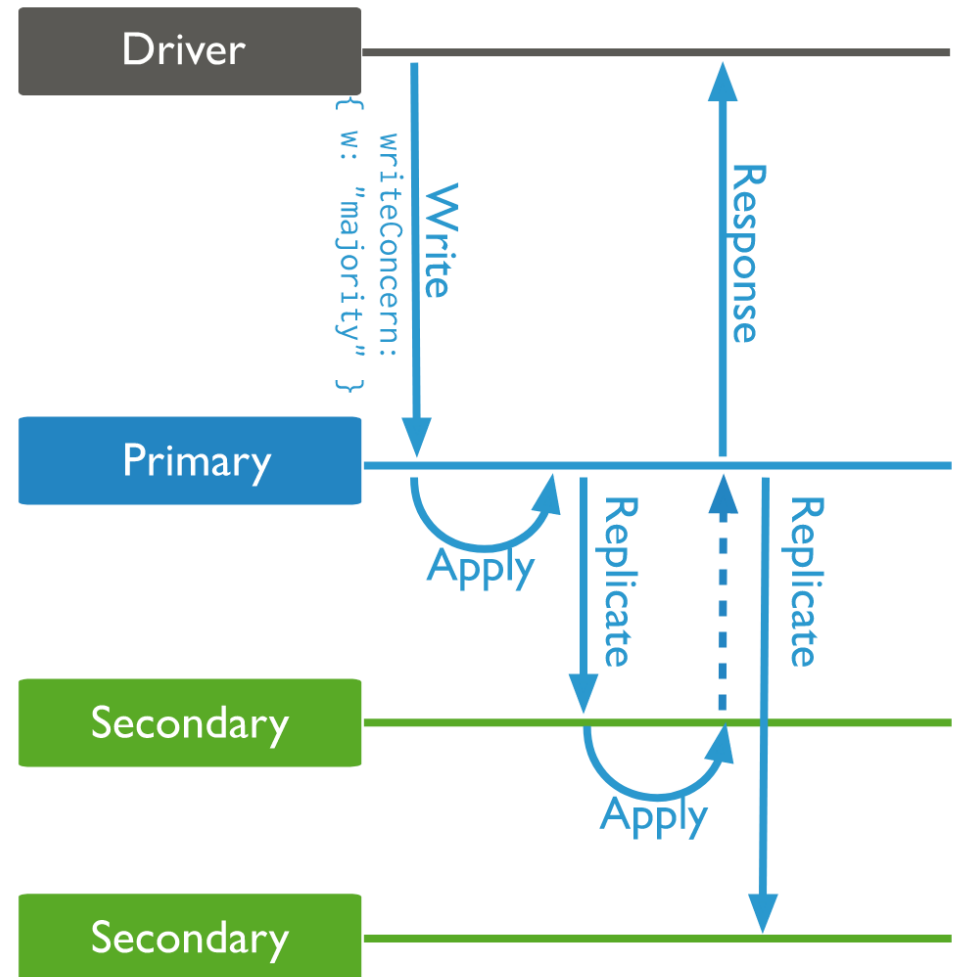 Driver
writeConcern:
{ w: "majority" }
Write
Response
Primary
Apply
Replicate
Replicate
Secondary
Apply
Secondary